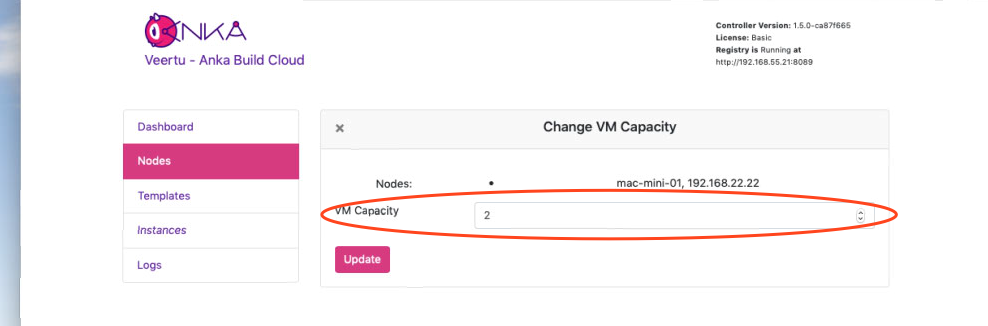 ANKA
Veertu - Anka Build Cloud
Controller Version: 1.5.0-ca87f665
License: Basic
Registry is Running at
http://192.168.55.21:8089
Dashboard
Nodes
Templates
Instances
Logs
× Change VM Capacity
Nodes: • mac-mini-01, 192.168.22.22
VM Capacity 2
Update